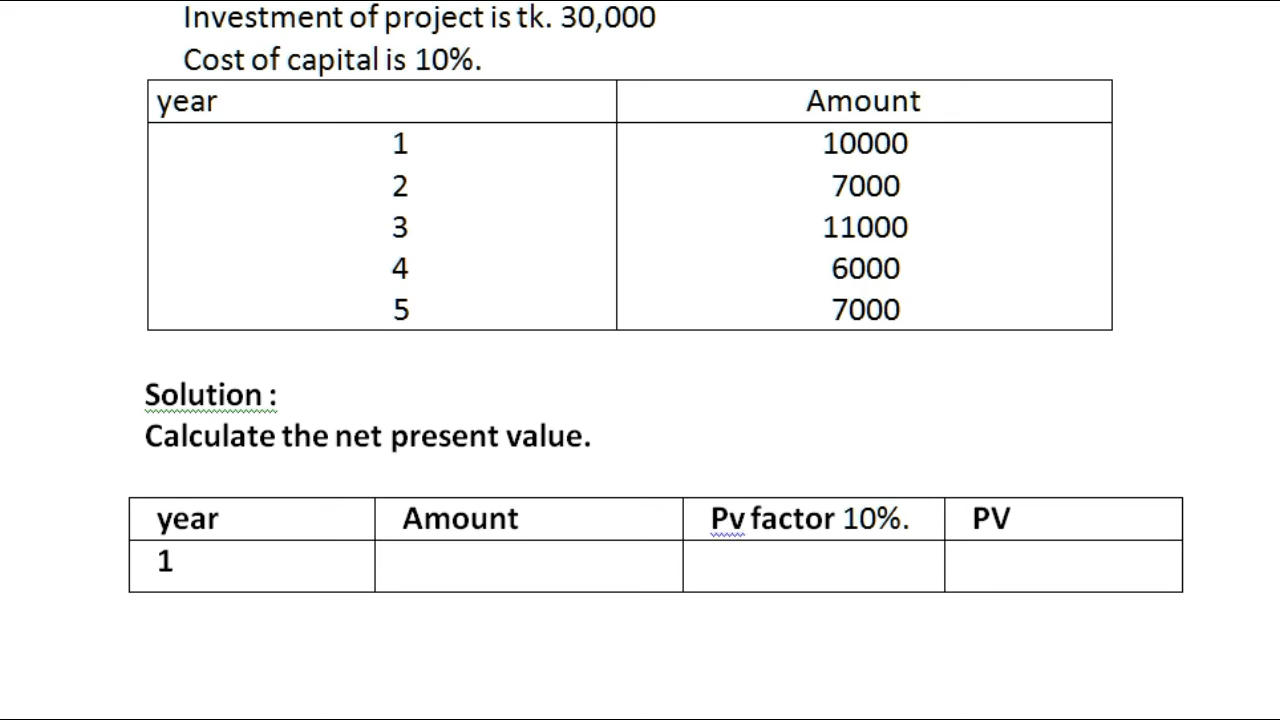 Investment of project is tk. 30,000
Cost of capital is 10%.
year Amount
1 10000
2 7000
3 11000
4 6000
5 7000
Solution :
Calculate the net present value.
year Amount Pv factor 10%. PV
1